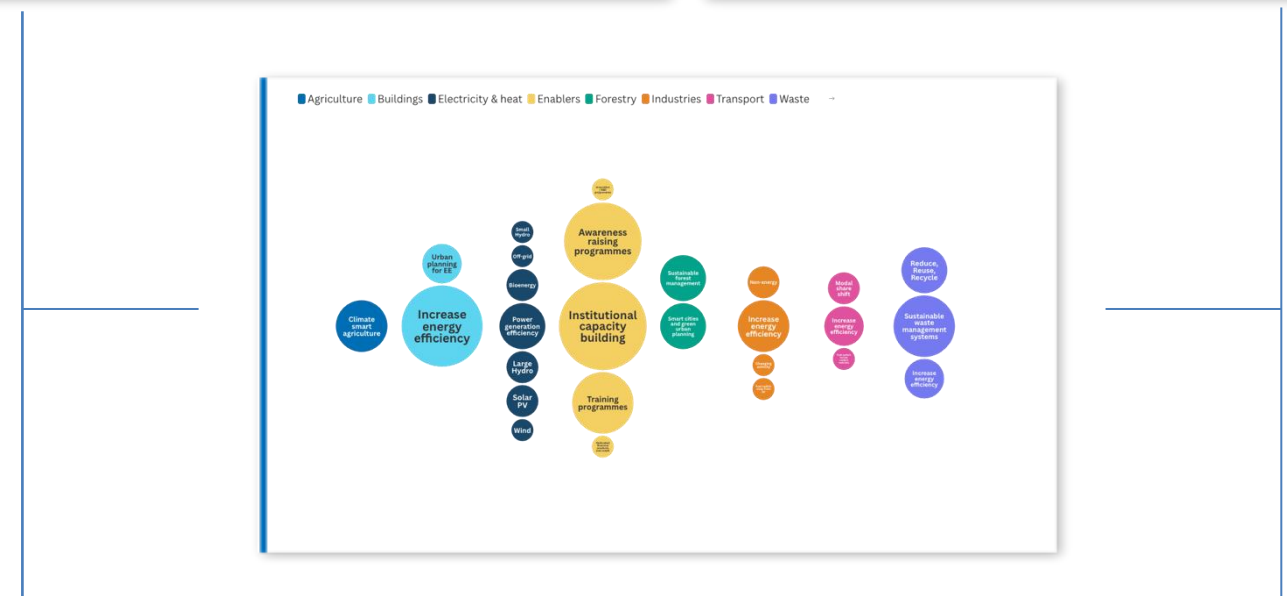 Agriculture Buildings Electricity & heat Enablers Forestry Industries Transport Waste →
Climate
smart
agriculture
Urban
planning
for EE
Increase
energy
efficiency
Small
Hydro
Off-grid
Bioenergy
Power
generation
efficiency
Large
Hydro
Solar
PV
Wind
Awareness
raising
programmes
Institutional
capacity
building
Training
programmes
Sustainable
forest
management
Smart cities
and green
urban
planning
Non-energy
Increase
energy
efficiency
Modal
share
shift
Increase
energy
efficiency
Reduce,
Reuse,
Recycle
Sustainable
waste
management
systems
Increase
energy
efficiency